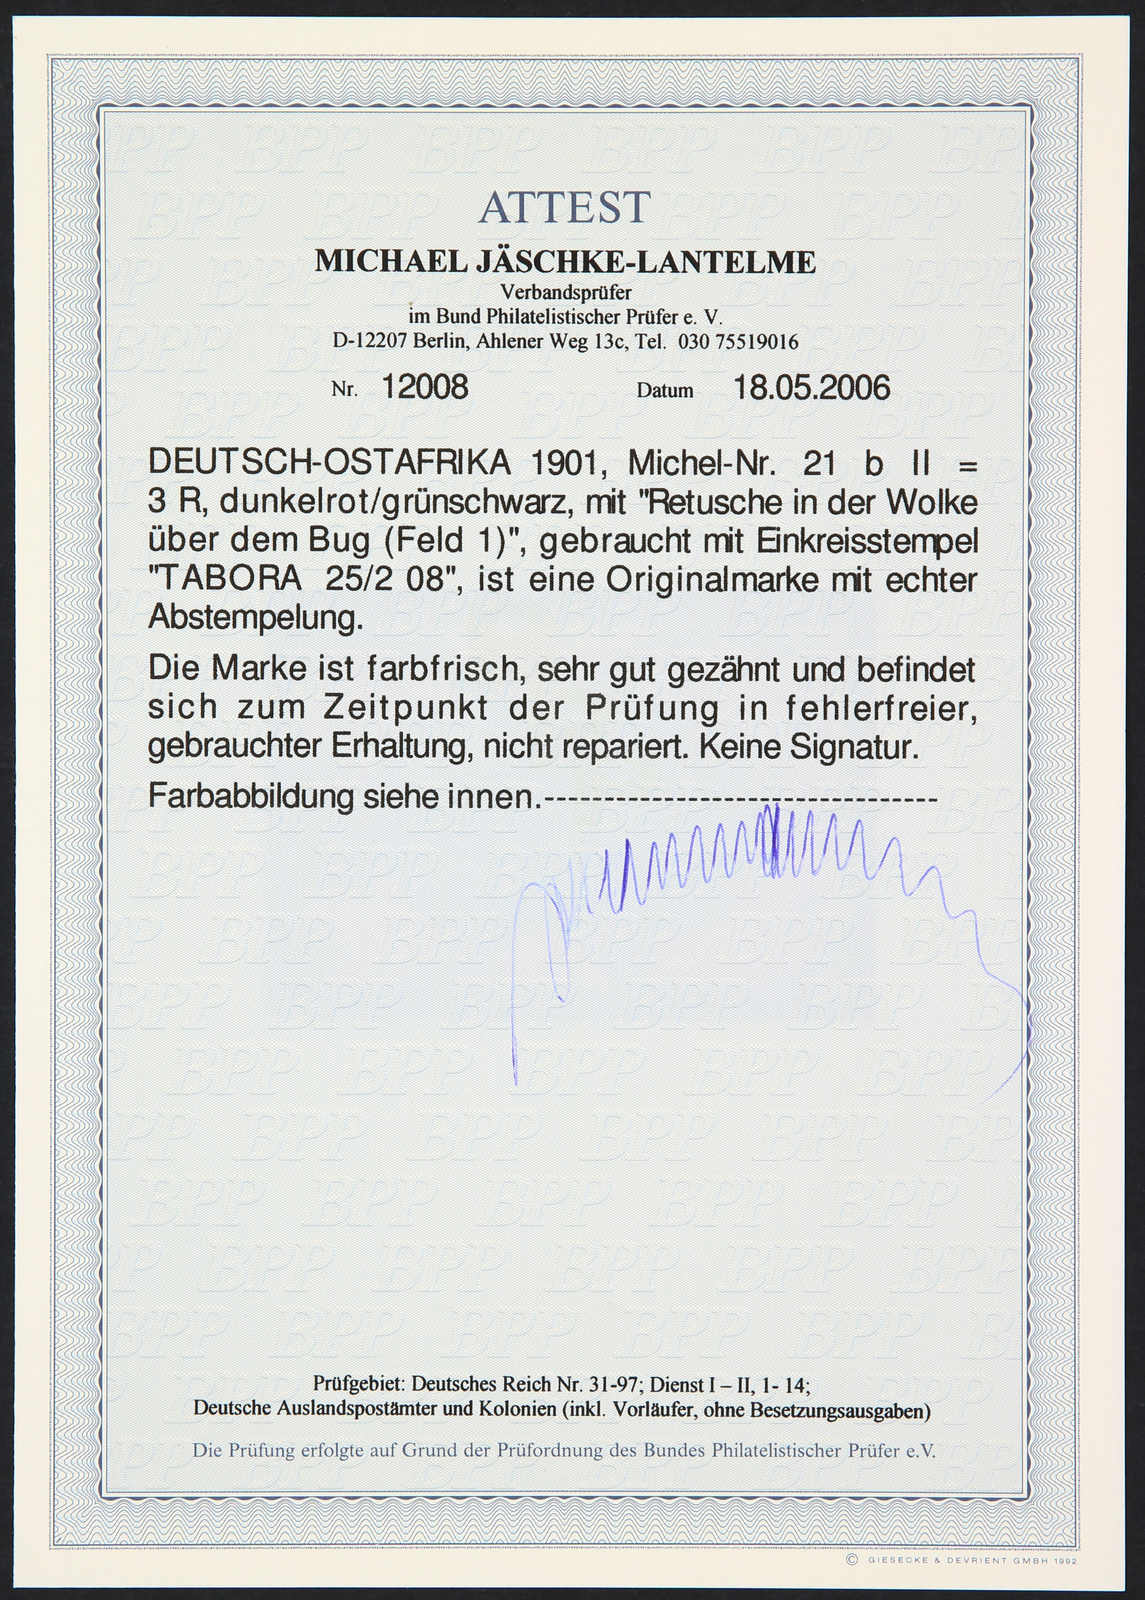 ATTEST
MICHAEL JÄSCHKE-LANTELME
Verbandsprüfer
im Bund Philatelistischer Prüfer e. V.
D-12207 Berlin, Ahlener Weg 13c, Tel. 030 75519016
Nr. 12008 Datum 18.05.2006
DEUTSCH-OSTAFRIKA 1901, Michel-Nr. 21 b II =
3 R, dunkelrot/grünschwarz, mit "Retusche in der Wolke
über dem Bug (Feld 1)", gebraucht mit Einkreisstempel
"TABORA 25/2 08", ist eine Originalmarke mit echter
Abstempelung.
Die Marke ist farbfrisch, sehr gut gezähnt und befindet
sich zum Zeitpunkt der Prüfung in fehlerfreier,
gebrauchter Erhaltung, nicht repariert. Keine Signatur.
Farbabbildung siehe innen.----------------------------------
Prüfgebiet: Deutsches Reich Nr. 31-97; Dienst I – II, 1- 14;
Deutsche Auslandspostämter und Kolonien (inkl. Vorläufer, ohne Besetzungsausgaben)
Die Prüfung erfolgte auf Grund der Prüfordnung des Bundes Philatelistischer Prüfer e.V.
© GIESECKE & DEVRIENT GMBH 1992